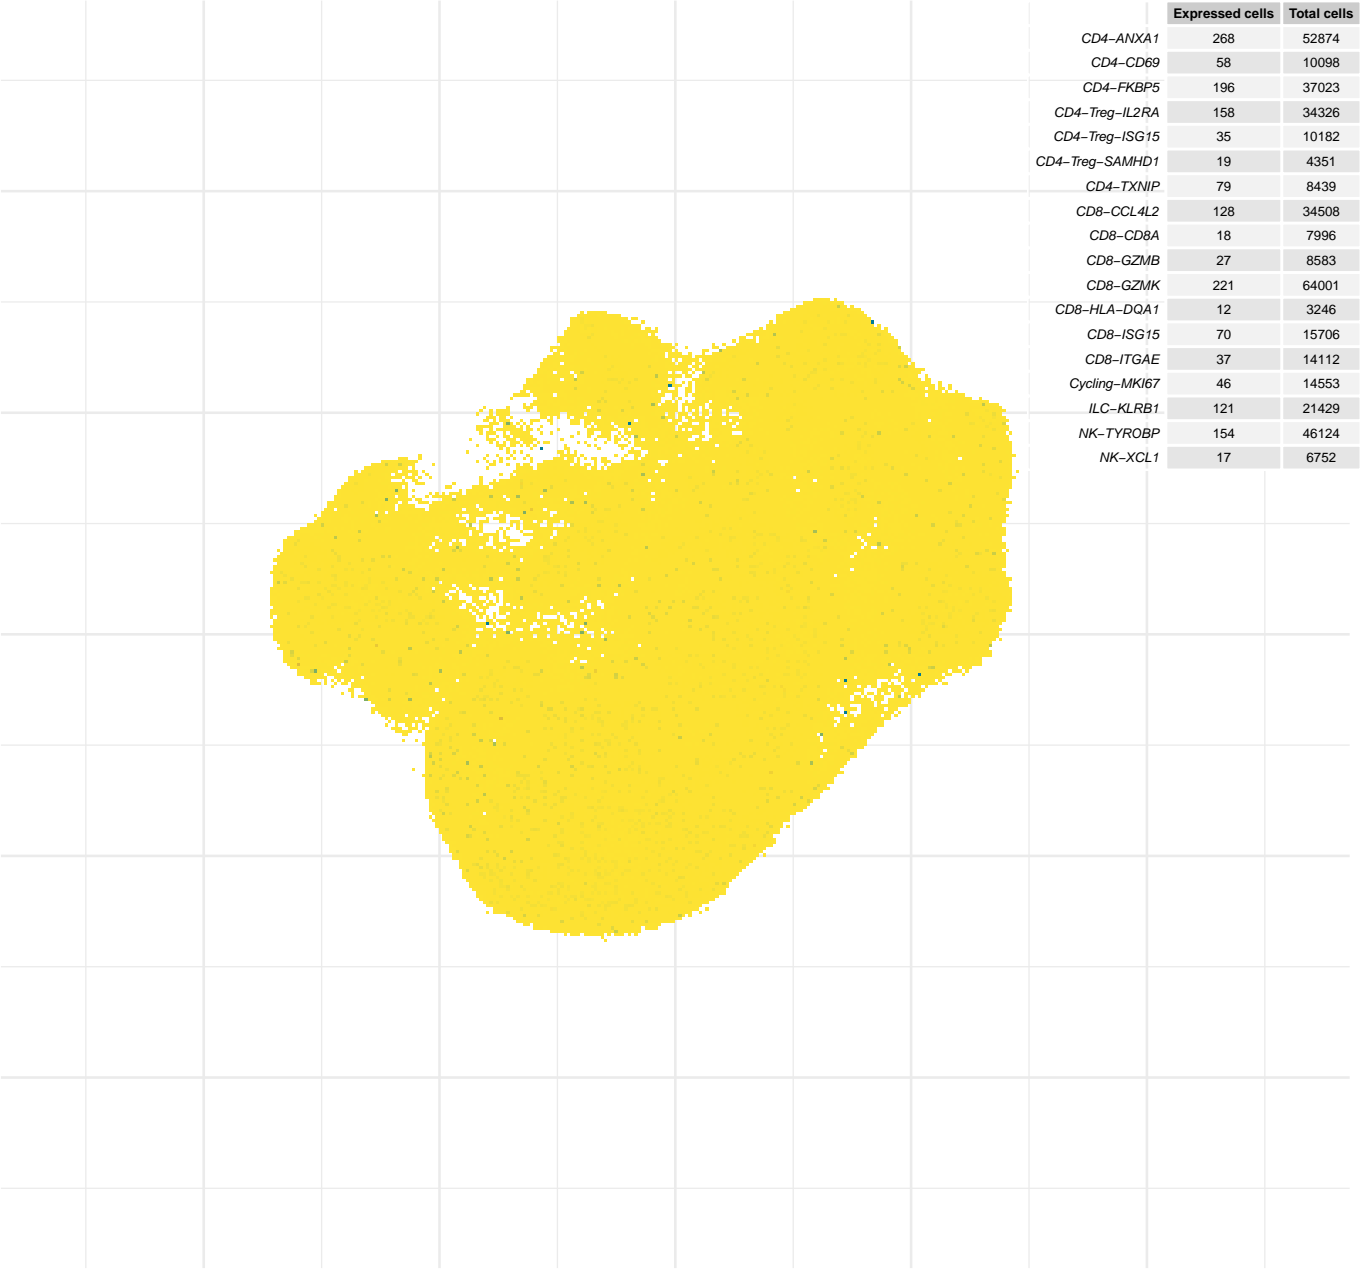 Expressed cells Total cells
CD4−ANXA1 268 52874
CD4−CD69 58 10098
CD4−FKBP5 196 37023
CD4−Treg−IL2RA 158 34326
CD4−Treg−ISG15 35 10182
CD4−Treg−SAMHD1 19 4351
CD4−TXNIP 79 8439
CD8−CCL4L2 128 34508
CD8−CD8A 18 7996
CD8−GZMB 27 8583
CD8−GZMK 221 64001
CD8−HLA−DQA1 12 3246
CD8−ISG15 70 15706
CD8−ITGAE 37 14112
Cycling−MKI67 46 14553
ILC−KLRB1 121 21429
NK−TYROBP 154 46124
NK−XCL1 17 6752